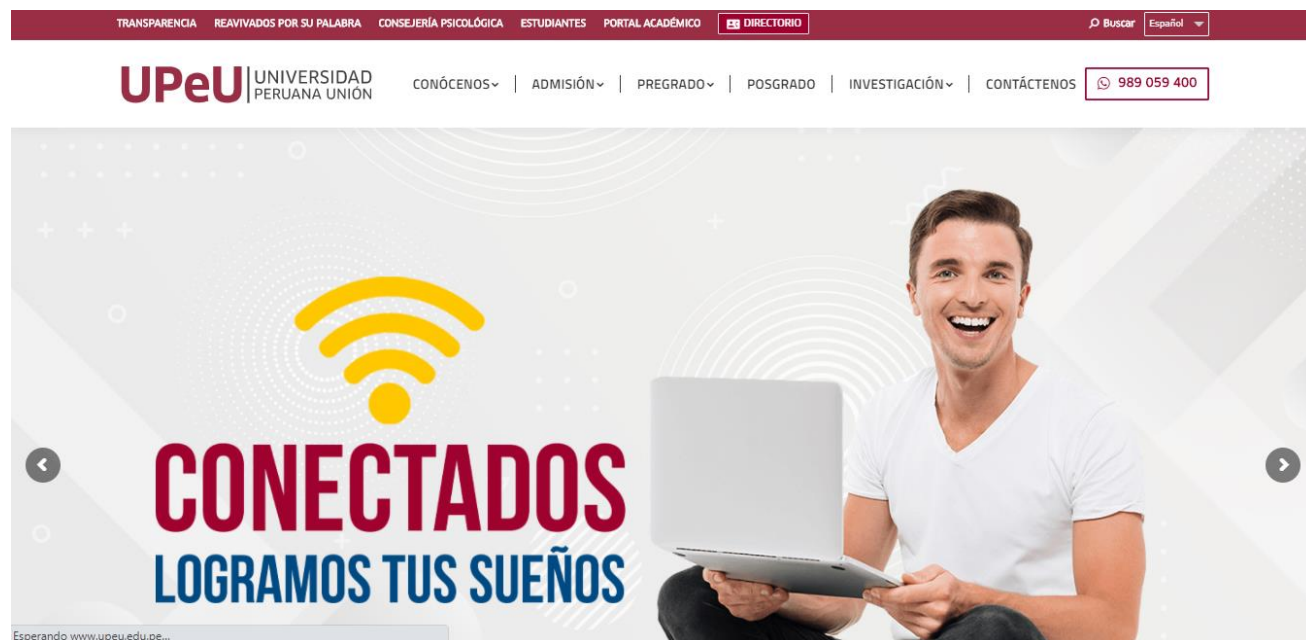 TRANSPARENCIA REAVIVADOS POR SU PALABRA CONSEJERÍA PSICOLÓGICA ESTUDIANTES PORTAL ACADÉMICO DIRECTORIO Buscar Español
UPeU UNIVERSIDAD
PERUANA UNIÓN
CONÓCENOS ADMISIÓN PREGRADO POSGRADO INVESTIGACIÓN CONTÁCTENOS 989 059 400
CONECTADOS
LOGRAMOS TUS SUEÑOS
Esperando www.upeu.edu.pe...